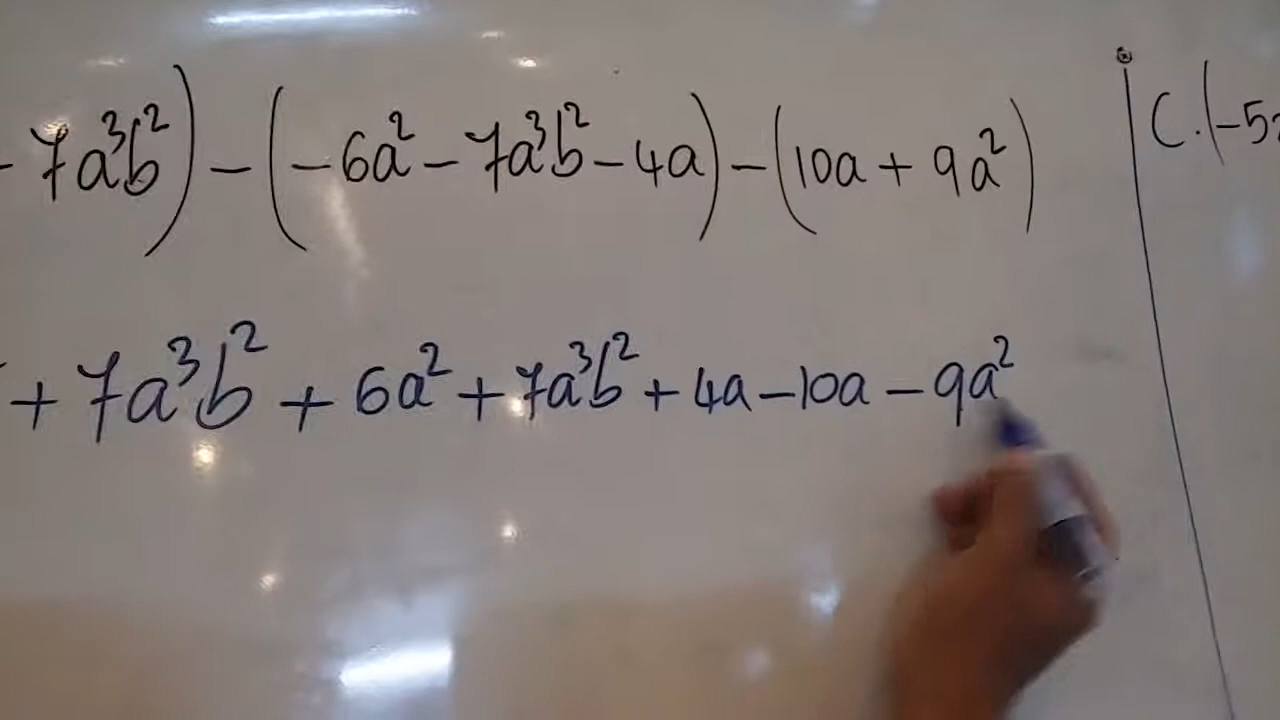 - 7a³b²) - (-6a² - 7a³b² - 4a) - (10a + 9a²)
+ 7a³b² + 6a² + 7a³b² + 4a - 10a - 9a²
C. (-5